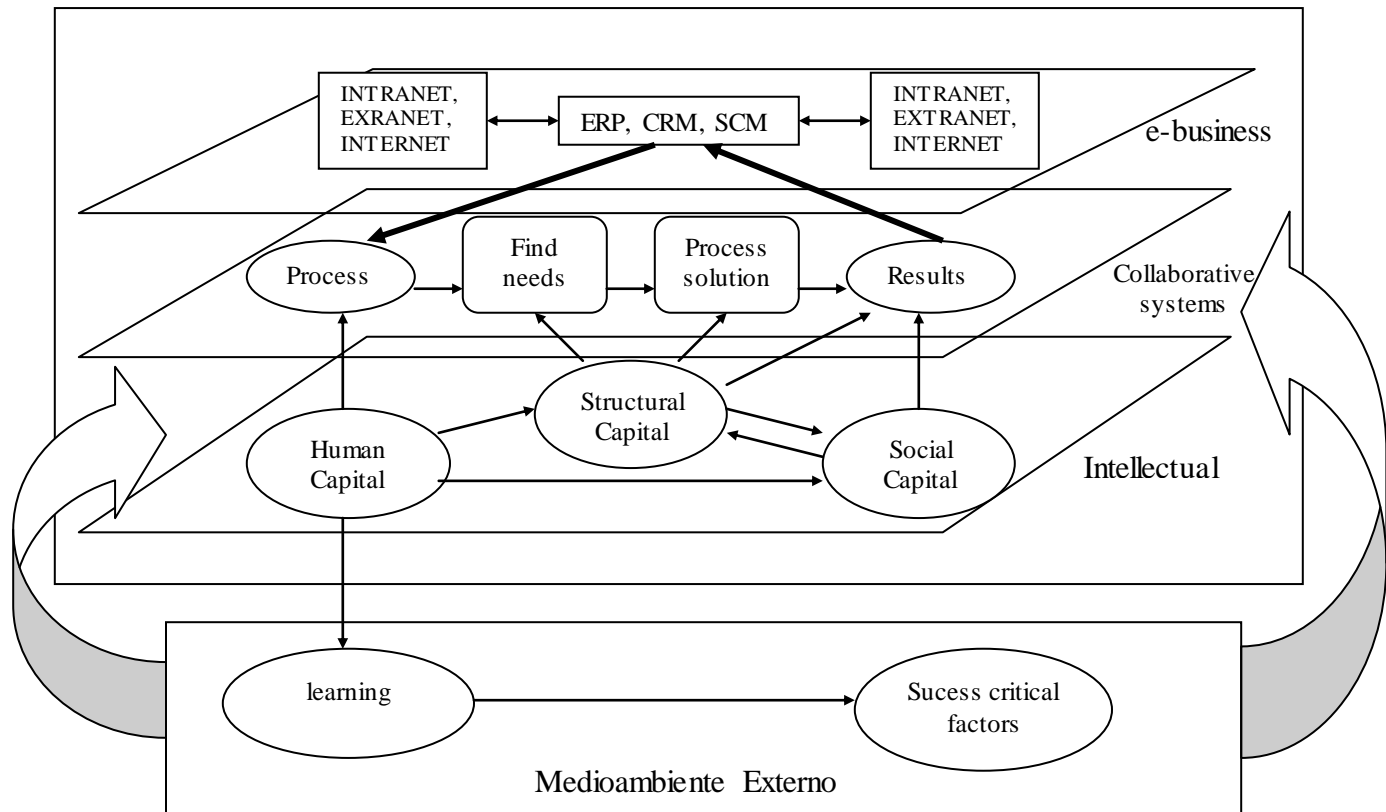 INTRANET,
EXRANET,
INTERNET
ERP, CRM, SCM
INTRANET,
EXTRANET,
INTERNET
e-business
Process
Find
needs
Process
solution
Results
Collaborative
systems
Structural
Capital
Human
Capital
Social
Capital
Intellectual
learning
Sucess critical
factors
Medioambiente Externo